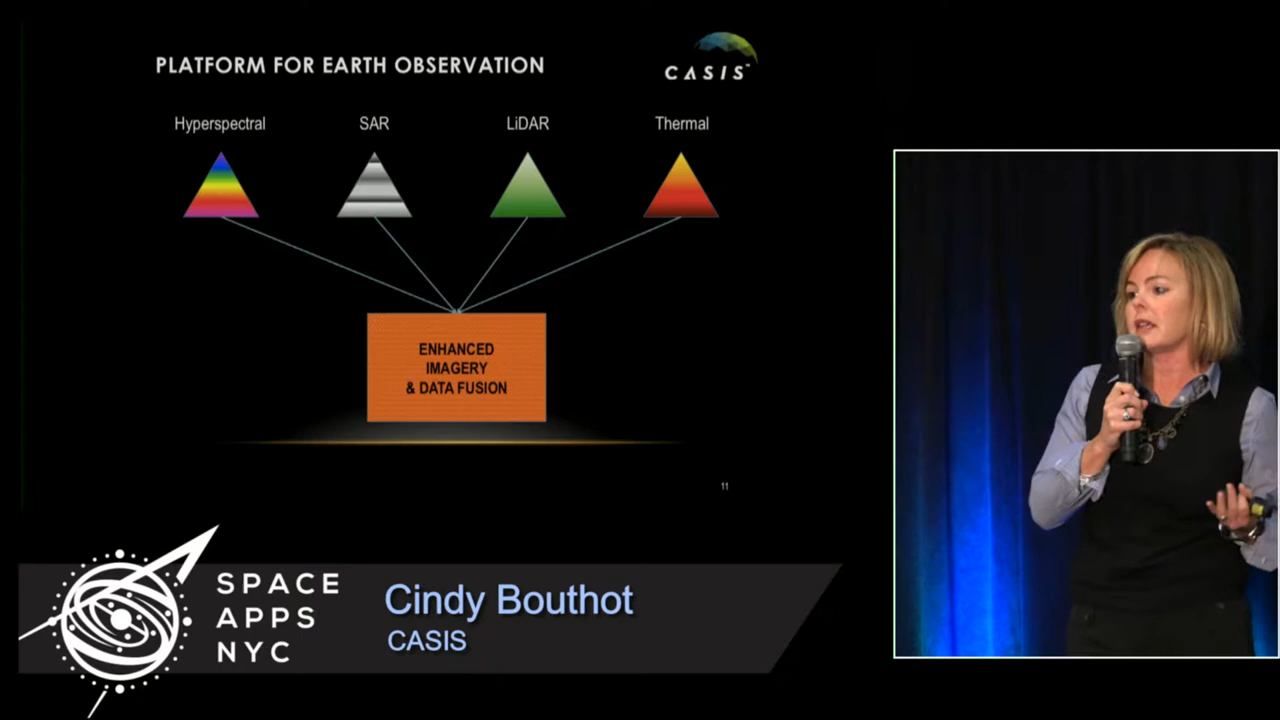 PLATFORM FOR EARTH OBSERVATION
CASIS™
Hyperspectral SAR LiDAR Thermal
ENHANCED
IMAGERY
& DATA FUSION
11
SPACE
APPS
NYC
Cindy Bouthot
CASIS